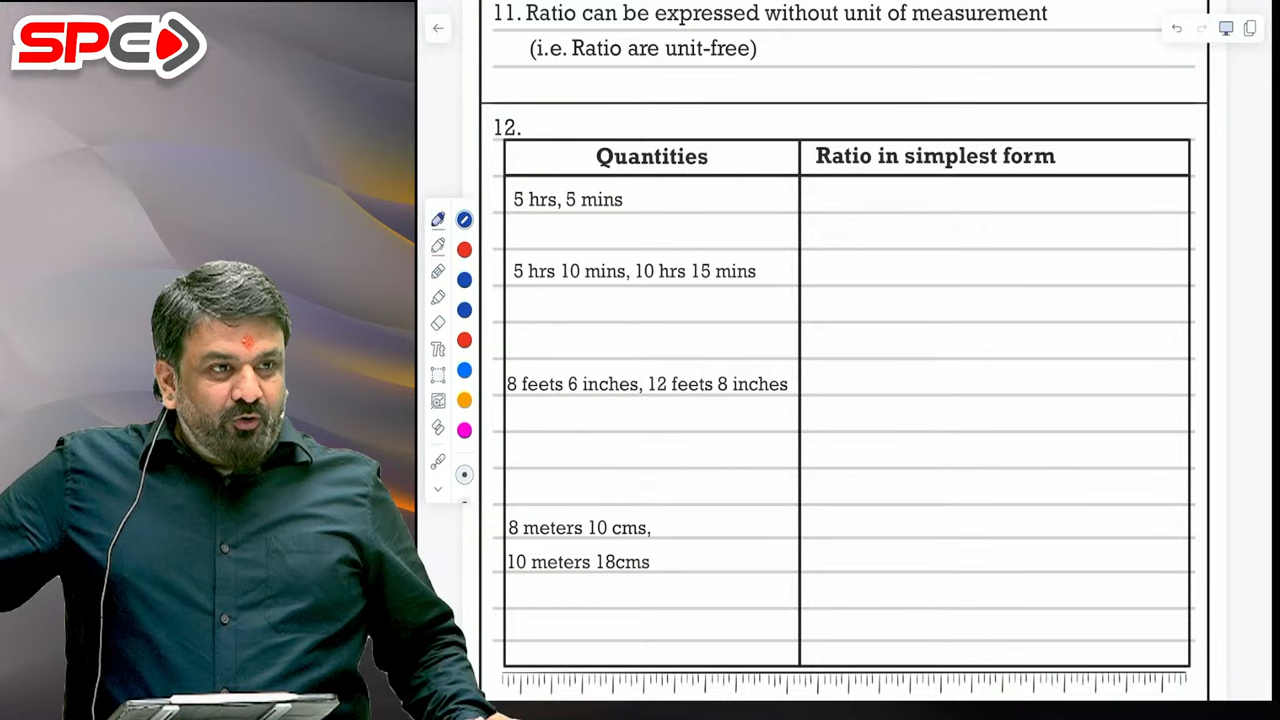 SPC
11. Ratio can be expressed without unit of measurement
(i.e. Ratio are unit-free)
12.
Quantities Ratio in simplest form
5 hrs, 5 mins
5 hrs 10 mins, 10 hrs 15 mins
8 feets 6 inches, 12 feets 8 inches
8 meters 10 cms,
10 meters 18cms
Tt